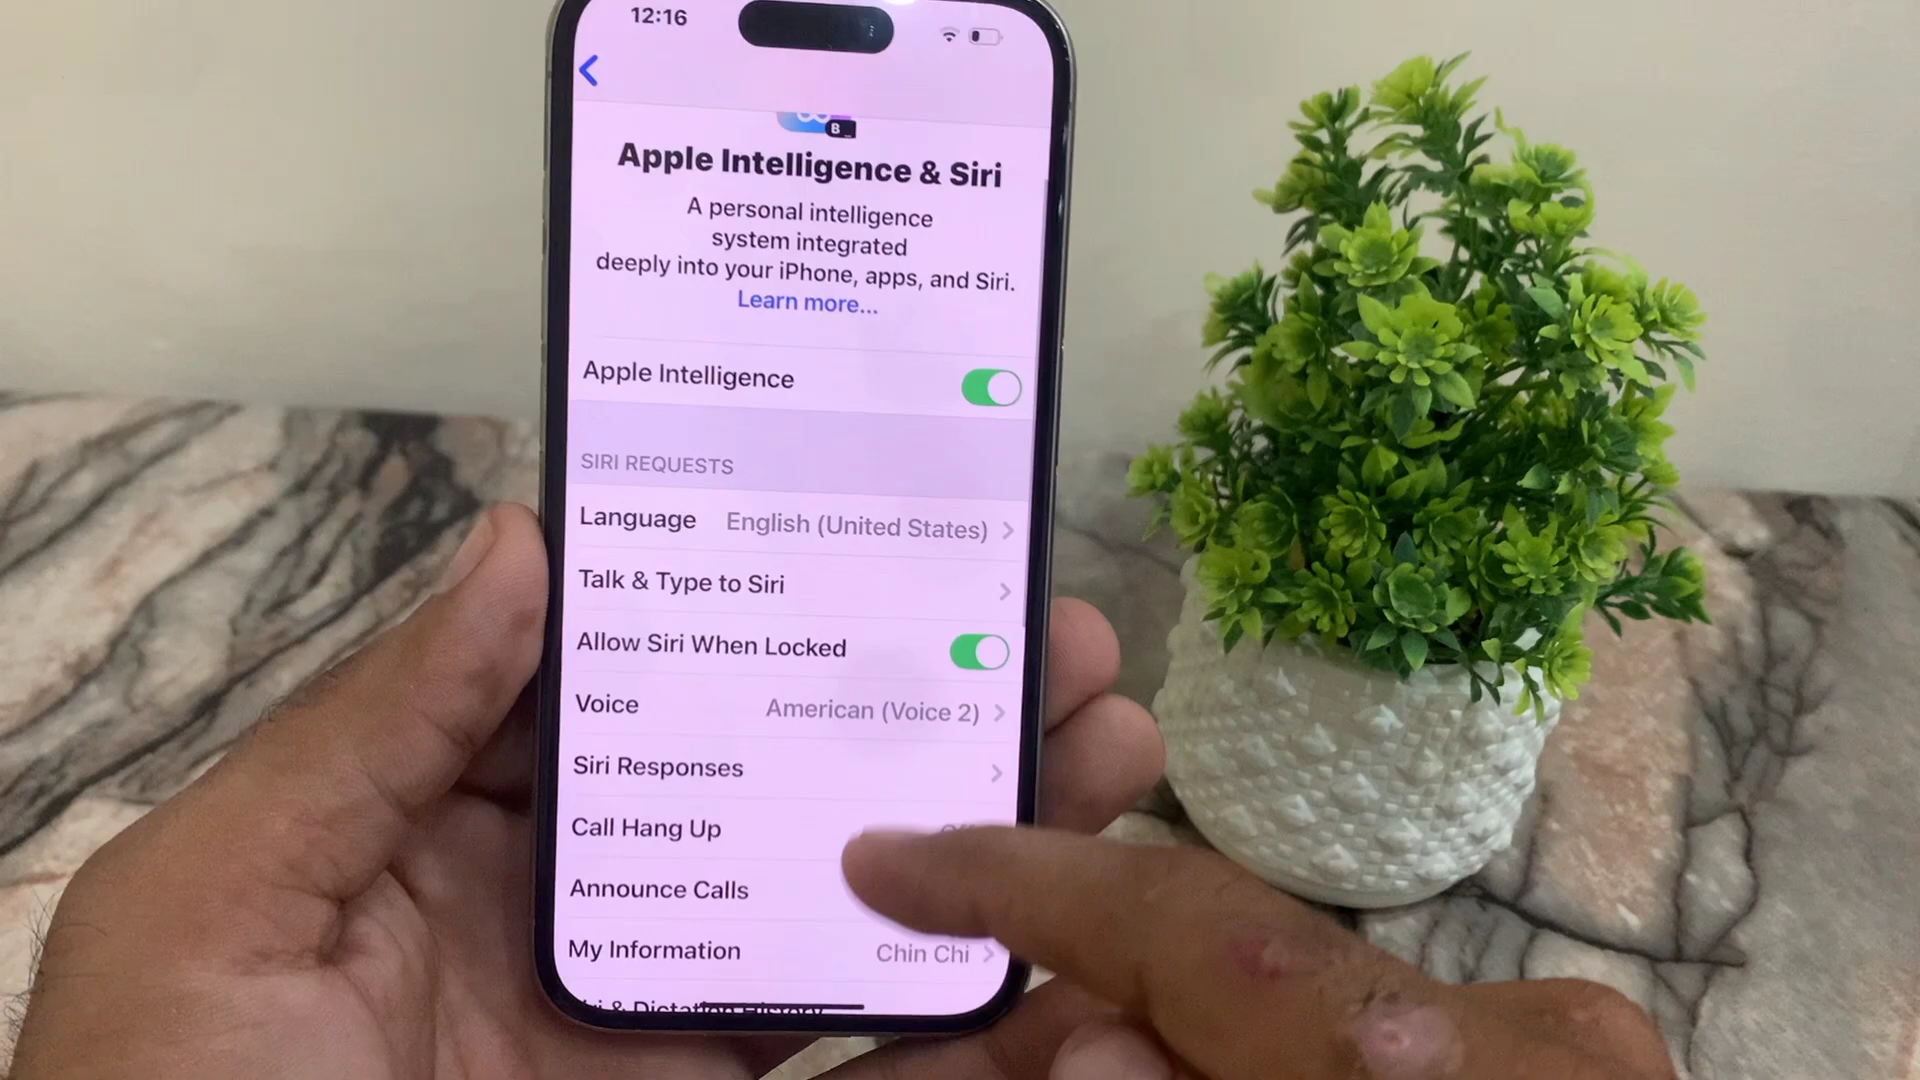 12:16
B
Apple Intelligence & Siri
A personal intelligence
system integrated
deeply into your iPhone, apps, and Siri.
Learn more...
Apple Intelligence
SIRI REQUESTS
Language English (United States)
Talk & Type to Siri
Allow Siri When Locked
Voice American (Voice 2)
Siri Responses
Call Hang Up
Announce Calls
My Information Chin Chi
& Dictation History